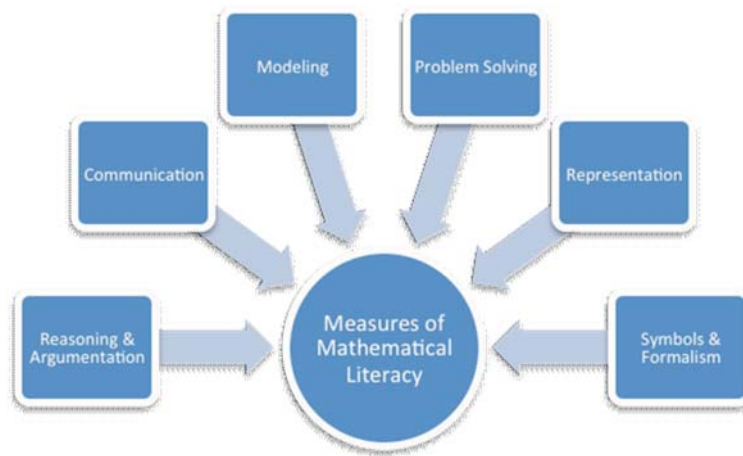 Modeling
Problem Solving
Communication
Representation
Reasoning &
Argumentation
Measures of
Mathematical
Literacy
Symbols &
Formalism